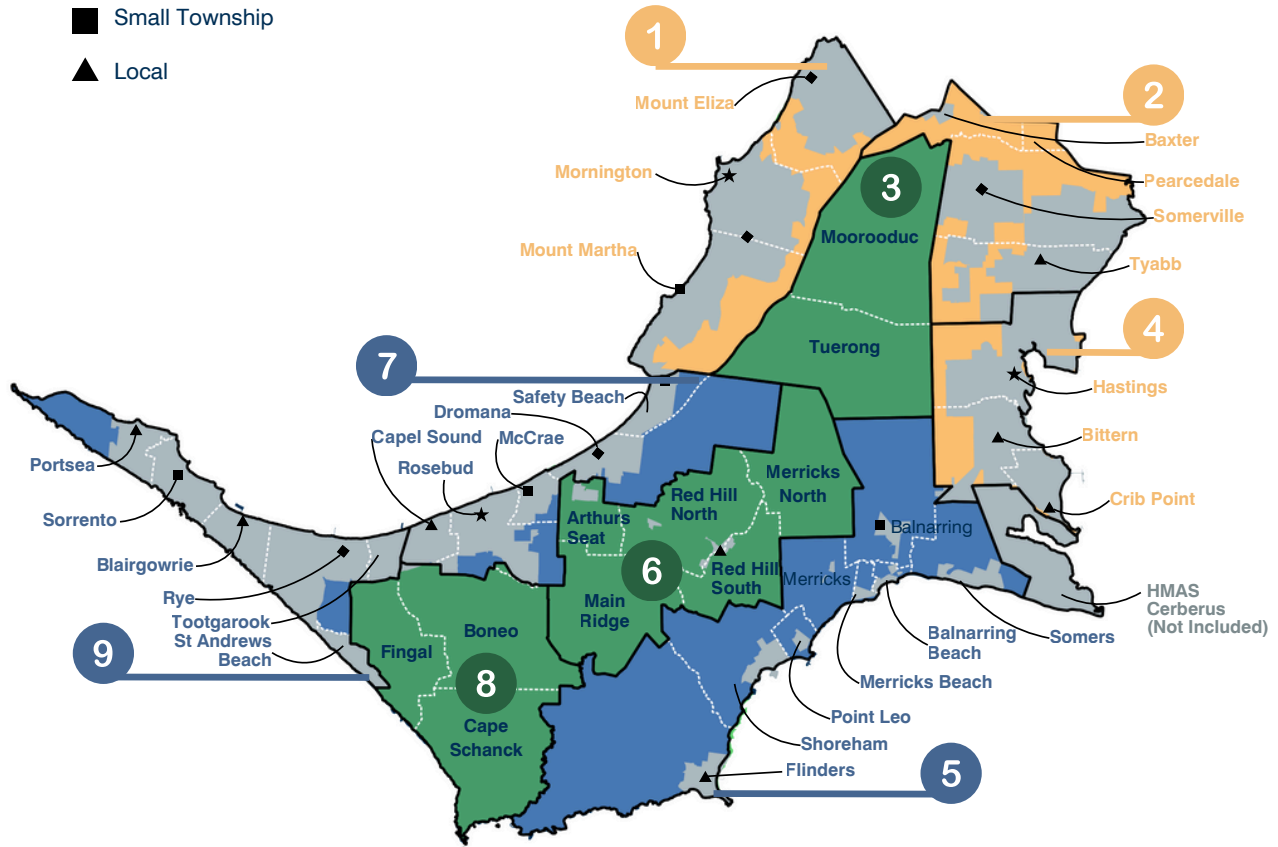 Small Township
Local
1
Mount Eliza
2
Baxter
Mornington
3
Pearcedale
Somerville
Moorooduc
Mount Martha
Tyabb
4
Tuerong
7
Hastings
Safety Beach
Dromana
Capel Sound
McCrae
Bittern
Portsea
Rosebud
Merricks
North
Red Hill
North
Crib Point
Sorrento
Arthurs
Seat
Balnarring
Blairgowrie
6
Red Hill
South
Merricks
HMAS
Cerberus
(Not Included)
Rye
Main
Ridge
Tootgarook
St Andrews
Beach
Boneo
Balnarring
Beach
Somers
9
Fingal
8
Merricks Beach
Cape
Schanck
Point Leo
Shoreham
Flinders
5